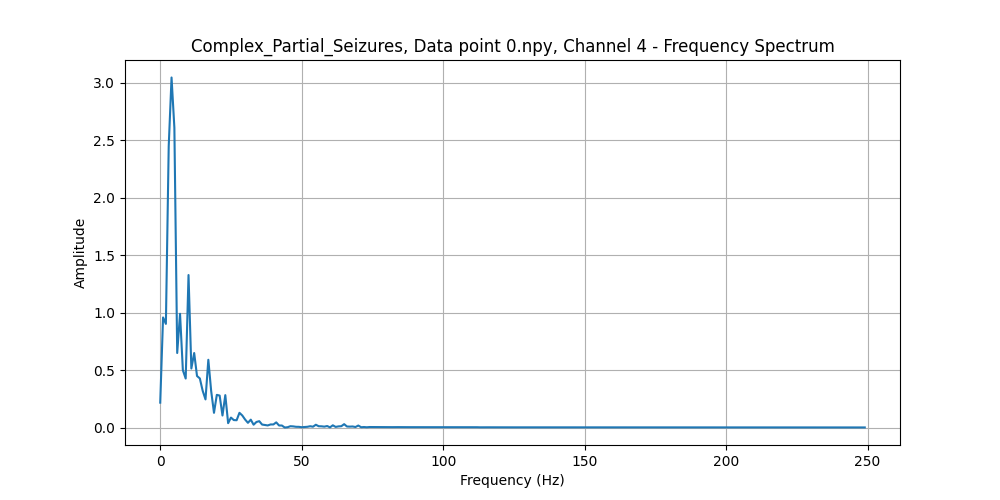 Complex_Partial_Seizures, Data point 0.npy, Channel 4 - Frequency Spectrum
3.0
2.5
2.0
1.5
1.0
0.5
0.0
Amplitude
0 50 100 150 200 250
Frequency (Hz)